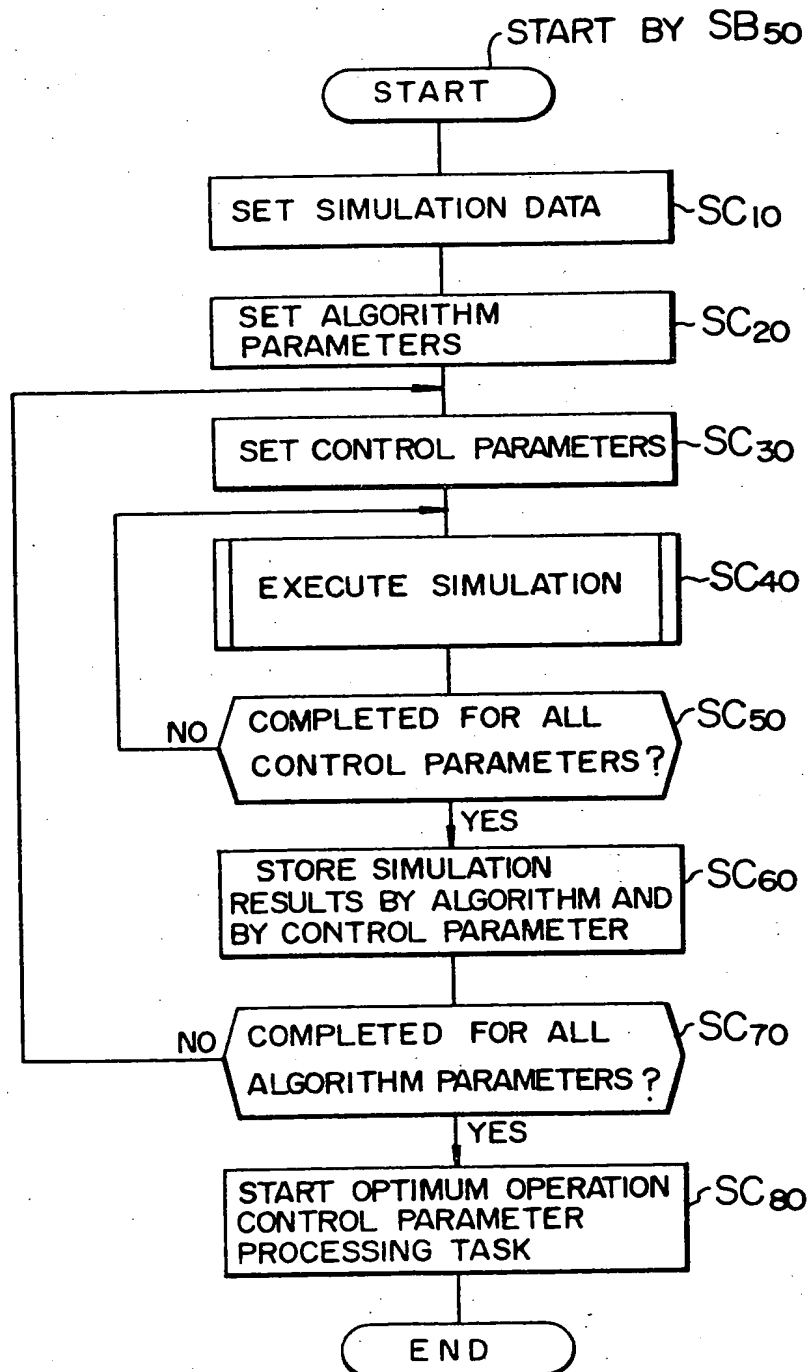 START BY SB50
START
SET SIMULATION DATA
SC10
SET ALGORITHM
PARAMETERS
SC20
SET CONTROL PARAMETERS
SC30
EXECUTE SIMULATION
SC40
COMPLETED FOR ALL
CONTROL PARAMETERS?
SC50
NO
YES
STORE SIMULATION
RESULTS BY ALGORITHM AND
BY CONTROL PARAMETER
SC60
COMPLETED FOR ALL
ALGORITHM PARAMETERS?
SC70
NO
YES
START OPTIMUM OPERATION
CONTROL PARAMETER
PROCESSING TASK
SC80
END